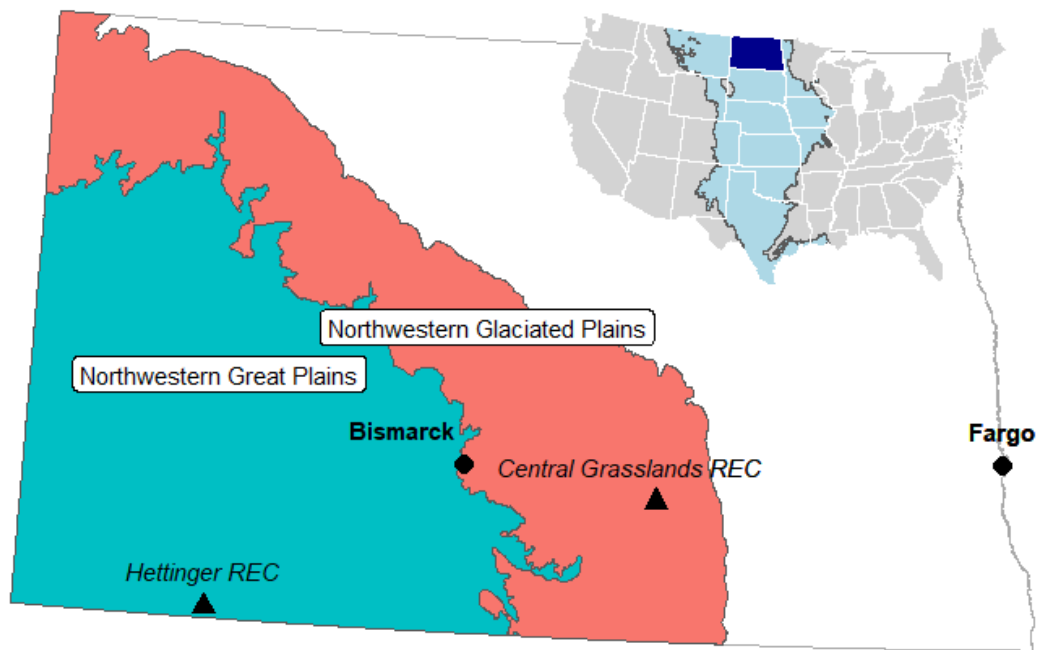 Northwestern Glaciated Plains
Northwestern Great Plains
Bismarck
Fargo
Central Grasslands REC
Hettinger REC